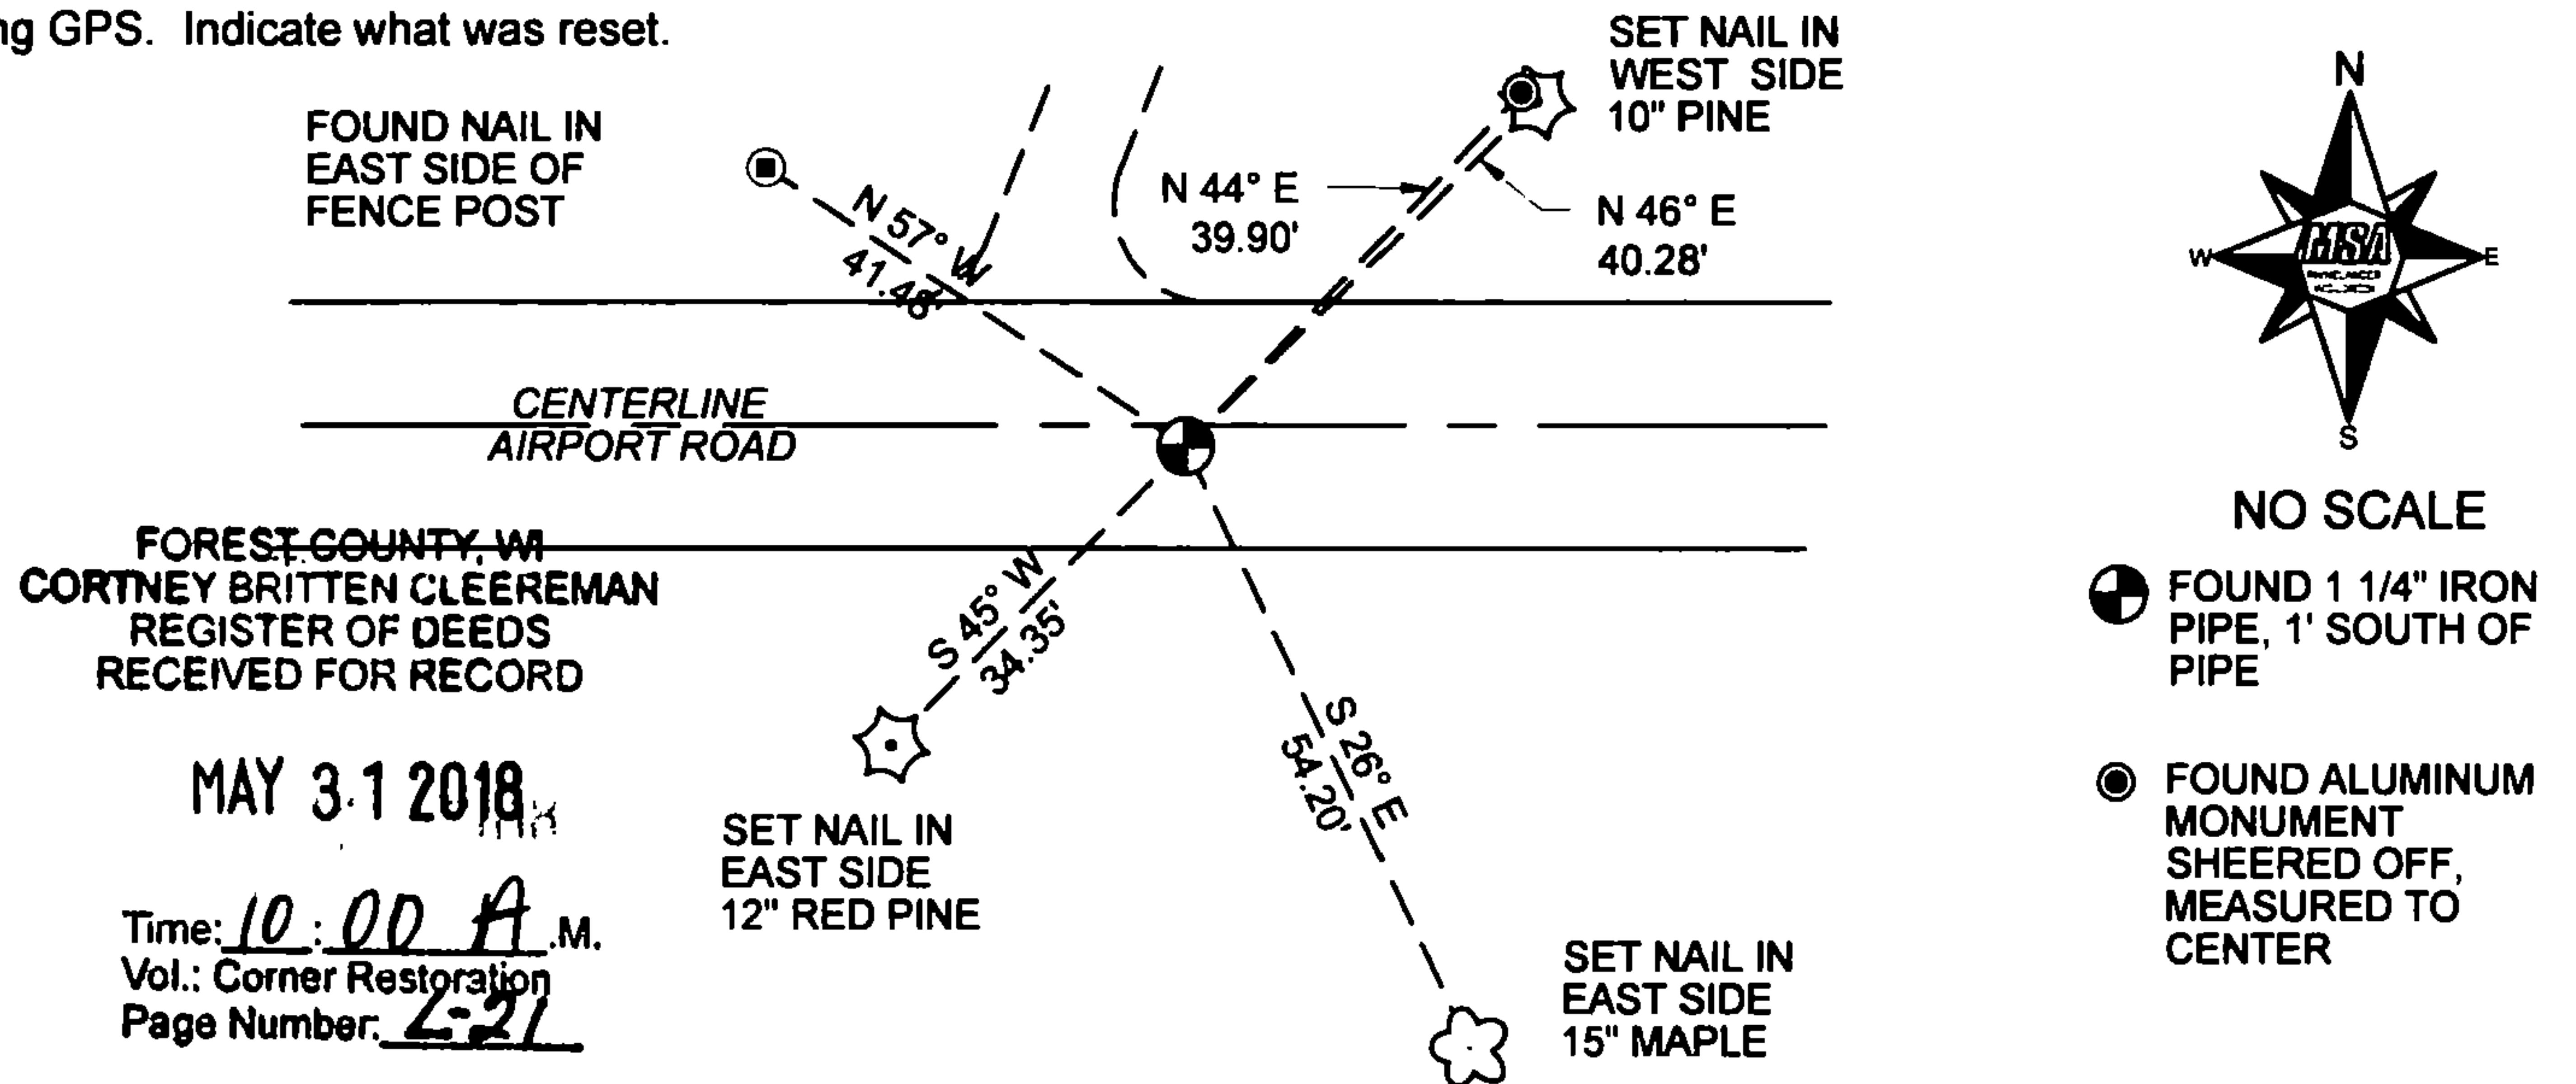 ng GPS. Indicate what was reset.
FOUND NAIL IN
EAST SIDE OF
FENCE POST
N 57° W
41.48'
N 44° E
39.90'
SET NAIL IN
WEST SIDE
10" PINE
N 46° E
40.28'
N
W
E
MSA
S
CENTERLINE
AIRPORT ROAD
NO SCALE
FOUND 1 1/4" IRON
PIPE, 1' SOUTH OF
PIPE
FOUND ALUMINUM
MONUMENT
SHEERED OFF,
MEASURED TO
CENTER
FOREST COUNTY, WI
CORTNEY BRITTEN CLEEREMAN
REGISTER OF DEEDS
RECEIVED FOR RECORD
MAY 31 2018
Time: 10 : 00 A .M.
Vol.: Corner Restoration
Page Number: L-21
S 45° W
34.35'
SET NAIL IN
EAST SIDE
12" RED PINE
S 26° E
54.20'
SET NAIL IN
EAST SIDE
15" MAPLE